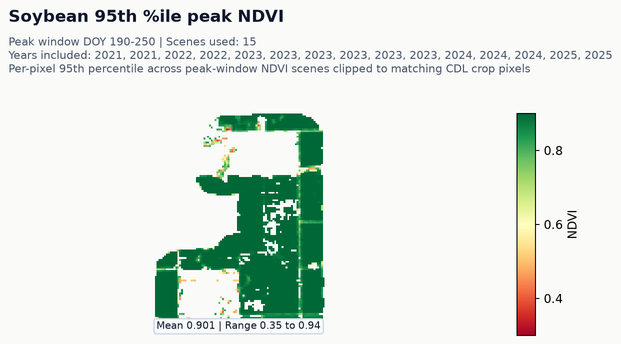 Soybean 95th %ile peak NDVI
Peak window DOY 190-250 | Scenes used: 15
Years included: 2021, 2021, 2022, 2022, 2023, 2023, 2023, 2023, 2023, 2023, 2024, 2024, 2024, 2025, 2025
Per-pixel 95th percentile across peak-window NDVI scenes clipped to matching CDL crop pixels
0.8
0.6
0.4
NDVI
Mean 0.901 | Range 0.35 to 0.94